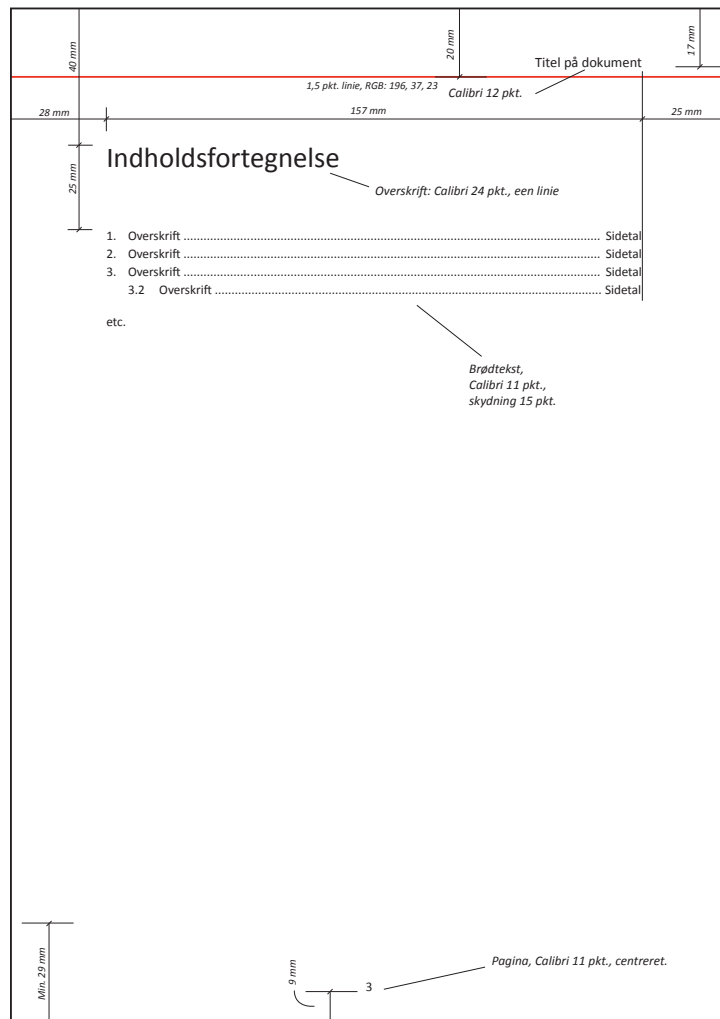 40 mm
20 mm
17 mm
Titel på dokument
1,5 pkt. linie, RGB: 196, 37, 23
Calibri 12 pkt.
28 mm
157 mm
25 mm
Indholdsfortegnelse
25 mm
Overskrift: Calibri 24 pkt., een linie
1. Overskrift ........................................................................................................ Sidetal
2. Overskrift ........................................................................................................ Sidetal
3. Overskrift ........................................................................................................ Sidetal
3.2 Overskrift ................................................................................................ Sidetal
etc.
Brødtekst,
Calibri 11 pkt.,
skydning 15 pkt.
Min. 29 mm
9 mm
3
Pagina, Calibri 11 pkt., centreret.